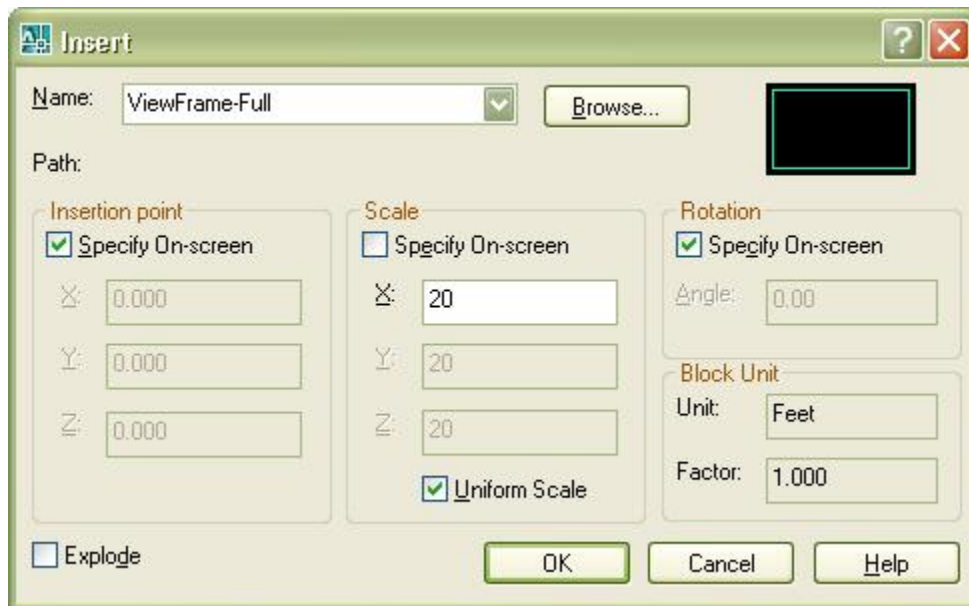 Insert
Name: ViewFrame-Full Browse...
Path:
Insertion point
Specify On-screen
X: 0.000
Y: 0.000
Z: 0.000
Scale
Specify On-screen
X: 20
Y: 20
Z: 20
Uniform Scale
Rotation
Specify On-screen
Angle: 0.00
Block Unit
Unit: Feet
Factor: 1.000
Explode
OK Cancel Help